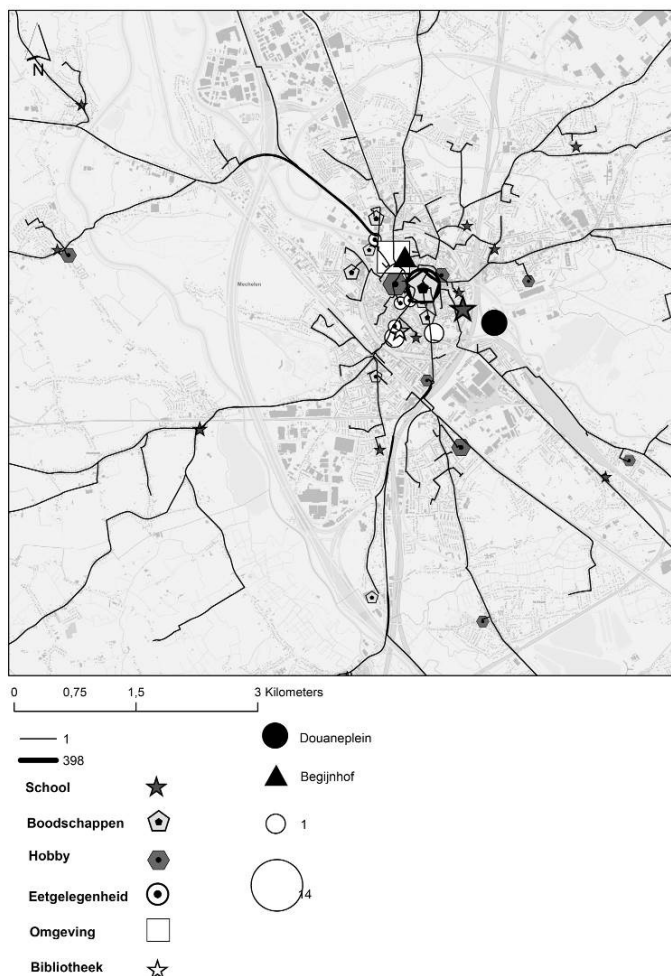 N
Mechelen
0 0,75 1,5 3 Kilometers
1
398
School
Boodschappen
Hobby
Eetgelegenheid
Omgeving
Bibliotheek
Douaneplein
Begijnhof
1
14